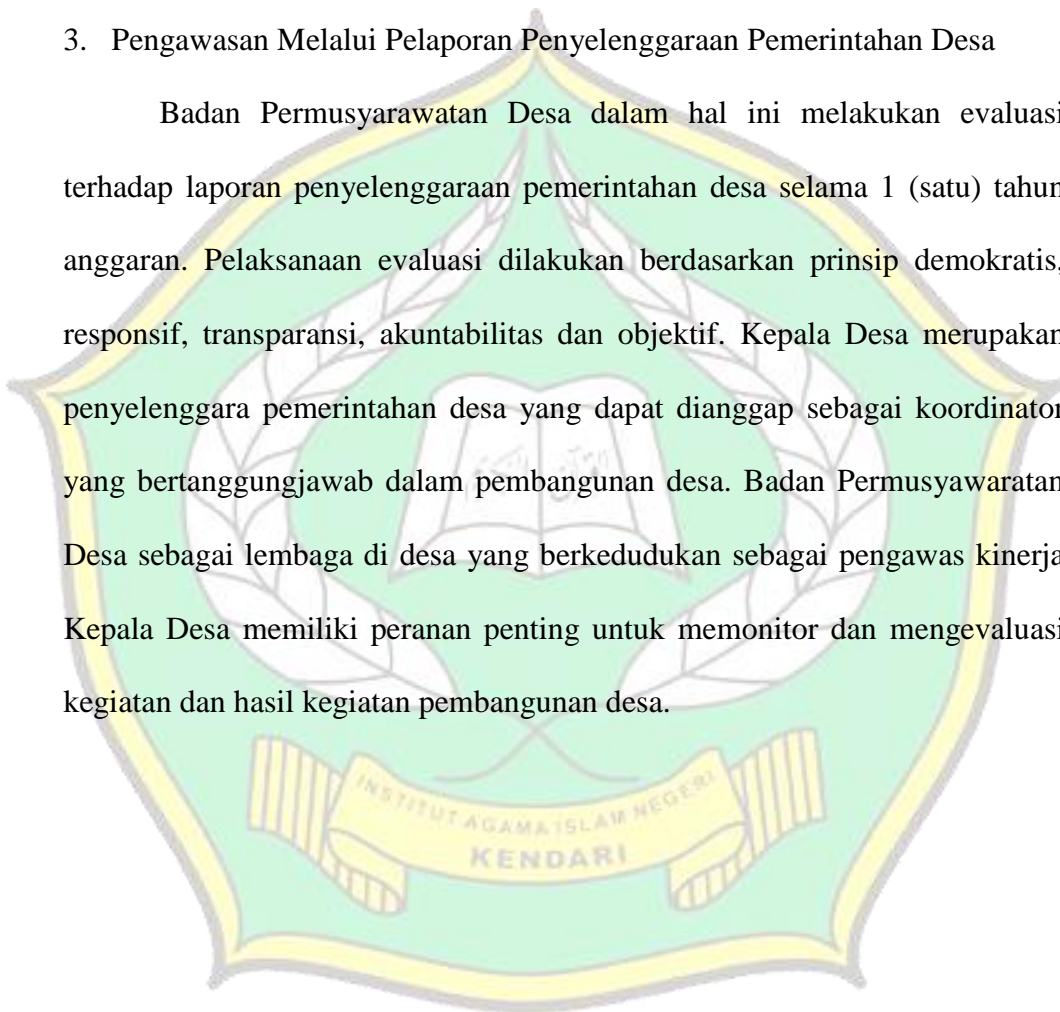 3. Pengawasan Melalui Pelaporan Penyelenggaraan Pemerintahan Desa
Badan Permusyarawatan Desa dalam hal ini melakukan evaluasi
terhadap laporan penyelenggaraan pemerintahan desa selama 1 (satu) tahun
anggaran. Pelaksanaan evaluasi dilakukan berdasarkan prinsip demokratis,
responsif, transparansi, akuntabilitas dan objektif. Kepala Desa merupakan
penyelenggara pemerintahan desa yang dapat dianggap sebagai koordinator
yang bertanggungjawab dalam pembangunan desa. Badan Permusyawaratan
Desa sebagai lembaga di desa yang berkedudukan sebagai pengawas kinerja
Kepala Desa memiliki peranan penting untuk memonitor dan mengevaluasi
kegiatan dan hasil kegiatan pembangunan desa.
INSTITUT AGAMA ISLAM NEGERI
KENDARI